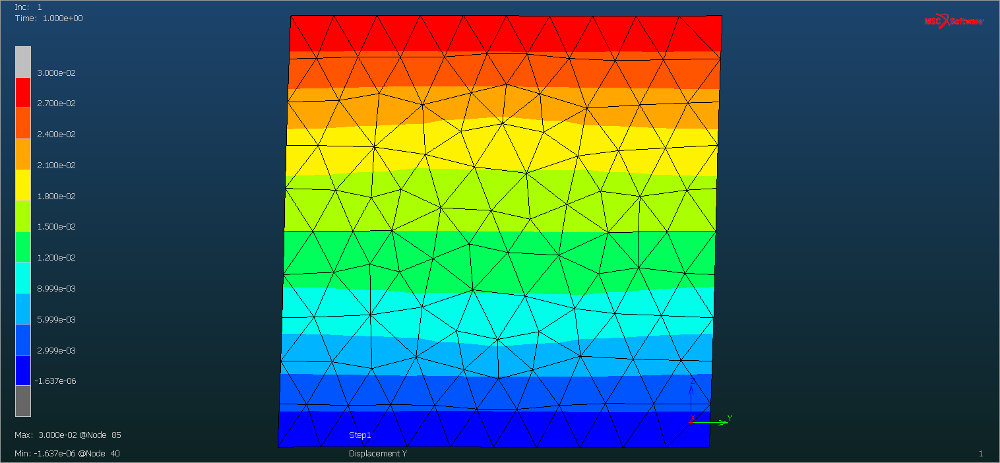 Inc: 1
Time: 1.000e+00
MSC Software
3.000e-02
2.700e-02
2.400e-02
2.100e-02
1.800e-02
1.500e-02
1.200e-02
8.999e-03
5.999e-03
2.999e-03
-1.637e-06
Z
X
Y
Max: 3.000e-02 @Node 85
Step1
Min: -1.637e-06 @Node 40
Displacement Y
1